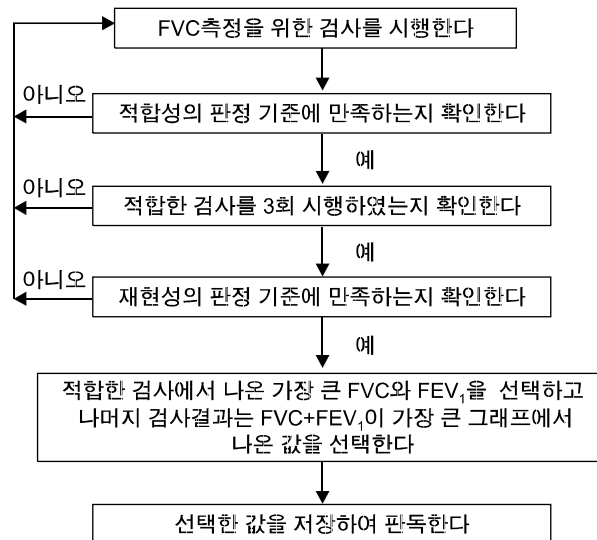 FVC측정을 위한 검사를 시행한다
아니오
적합성의 판정 기준에 만족하는지 확인한다
예
아니오
적합한 검사를 3회 시행하였는지 확인한다
예
아니오
재현성의 판정 기준에 만족하는지 확인한다
예
적합한 검사에서 나온 가장 큰 FVC와 FEV₁을 선택하고
나머지 검사결과는 FVC+FEV₁이 가장 큰 그래프에서
나온 값을 선택한다
선택한 값을 저장하여 판독한다